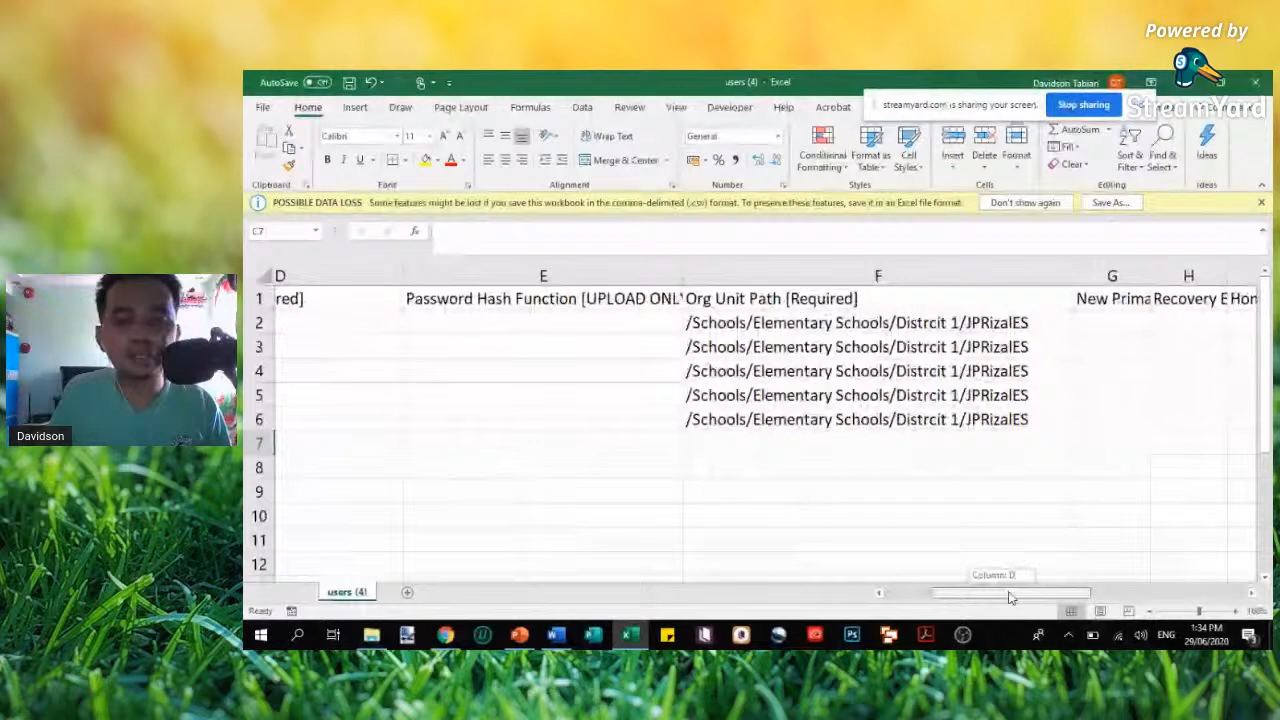 Powered by
StreamYard
AutoSave Off
users (4) - Excel
Davidson Tabian
File Home Insert Draw Page Layout Formulas Data Review View Developer Help Acrobat
streamyard.com is sharing your screen.
Stop sharing
Calibri 11
Wrap Text
General
Merge & Center
Conditional Formatting
Format as Table
Cell Styles
Insert Delete Format
AutoSum
Fill
Clear
Sort & Filter
Find & Select
Ideas
Clipboard Font Alignment Number Styles Cells Editing Ideas
POSSIBLE DATA LOSS Some features might be lost if you save this workbook in the comma-delimited (.csv) format. To preserve these features, save it in an Excel file format.
Don't show again
Save As...
C7
fx
D E F G H
1 red] Password Hash Function [UPLOAD ONLY Org Unit Path [Required] New Prima Recovery E Hon
2 /Schools/Elementary Schools/Distrcit 1/JPRizalES
3 /Schools/Elementary Schools/Distrcit 1/JPRizalES
4 /Schools/Elementary Schools/Distrcit 1/JPRizalES
5 /Schools/Elementary Schools/Distrcit 1/JPRizalES
6 /Schools/Elementary Schools/Distrcit 1/JPRizalES
7
8
9
10
11
12
Davidson
Column: D
users (4)
Ready
100%
ENG
1:34 PM
29/06/2020